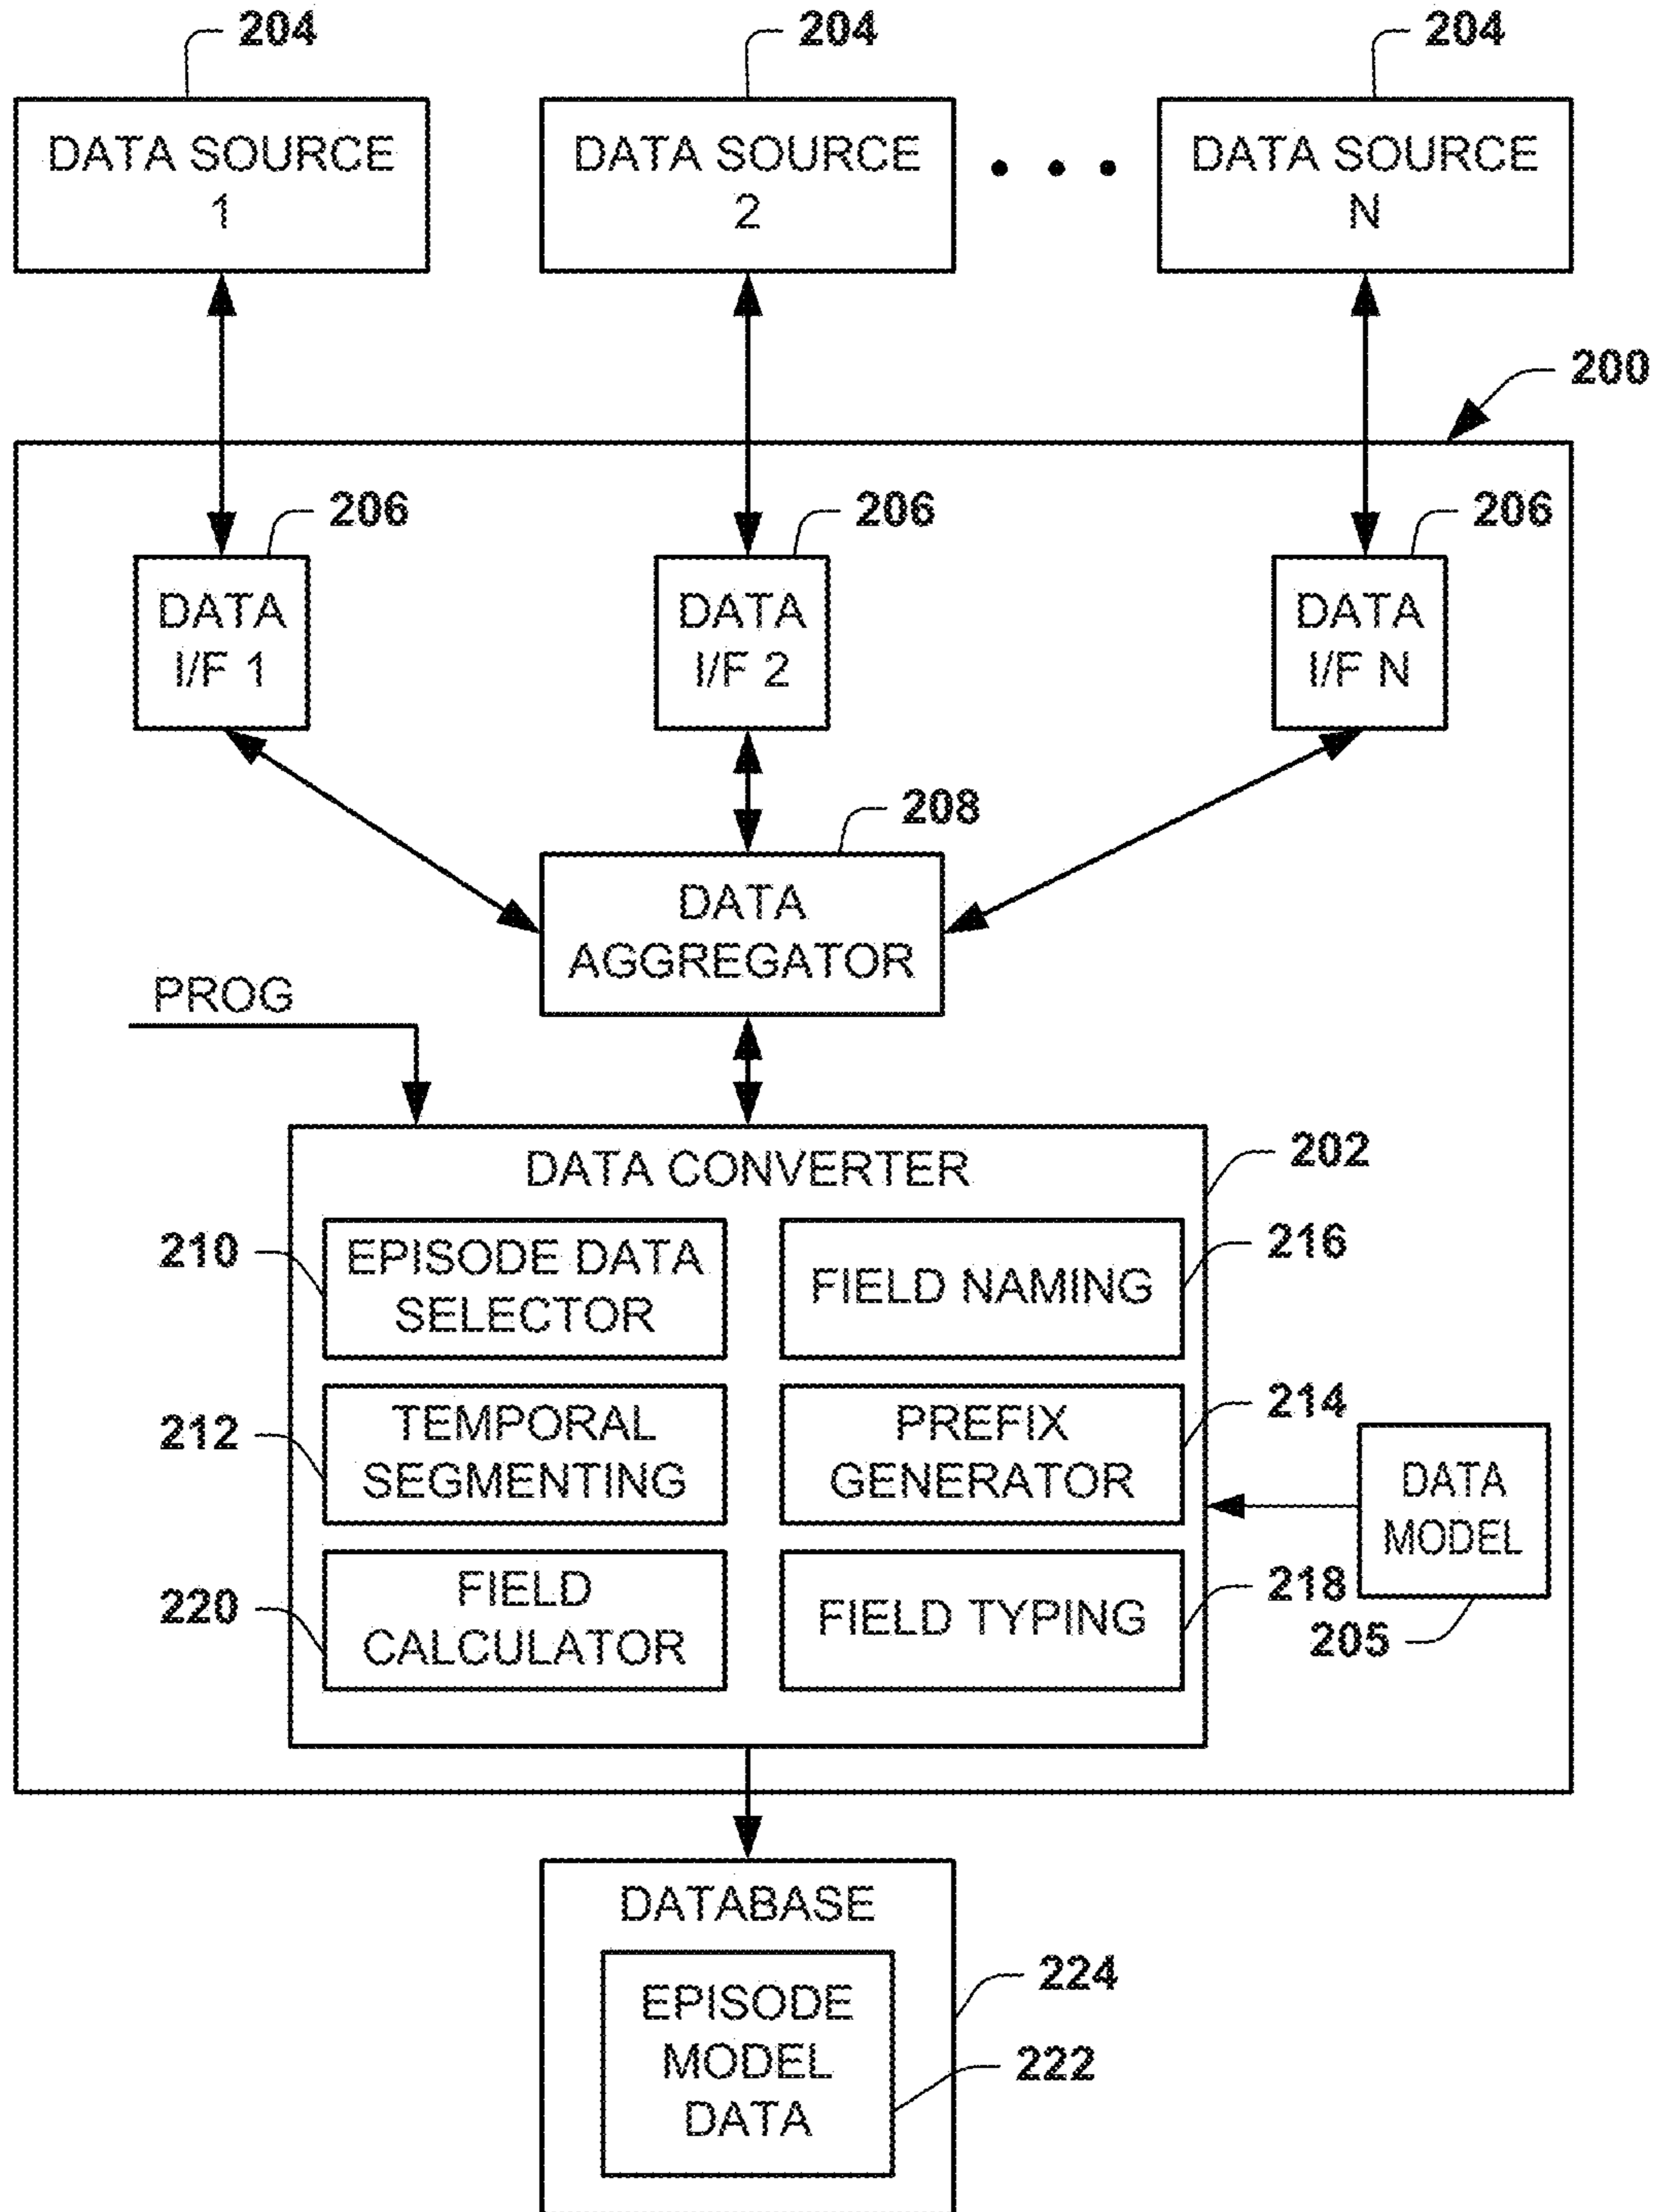 204
204
204
DATA SOURCE
1
DATA SOURCE
2
DATA SOURCE
N
200
206
206
206
DATA
I/F 1
DATA
I/F 2
DATA
I/F N
208
DATA
AGGREGATOR
PROG
DATA CONVERTER
202
210
EPISODE DATA
SELECTOR
FIELD NAMING
216
212
TEMPORAL
SEGMENTING
PREFIX
GENERATOR
214
DATA
MODEL
205
220
FIELD
CALCULATOR
FIELD TYPING
218
DATABASE
224
EPISODE
MODEL
DATA
222